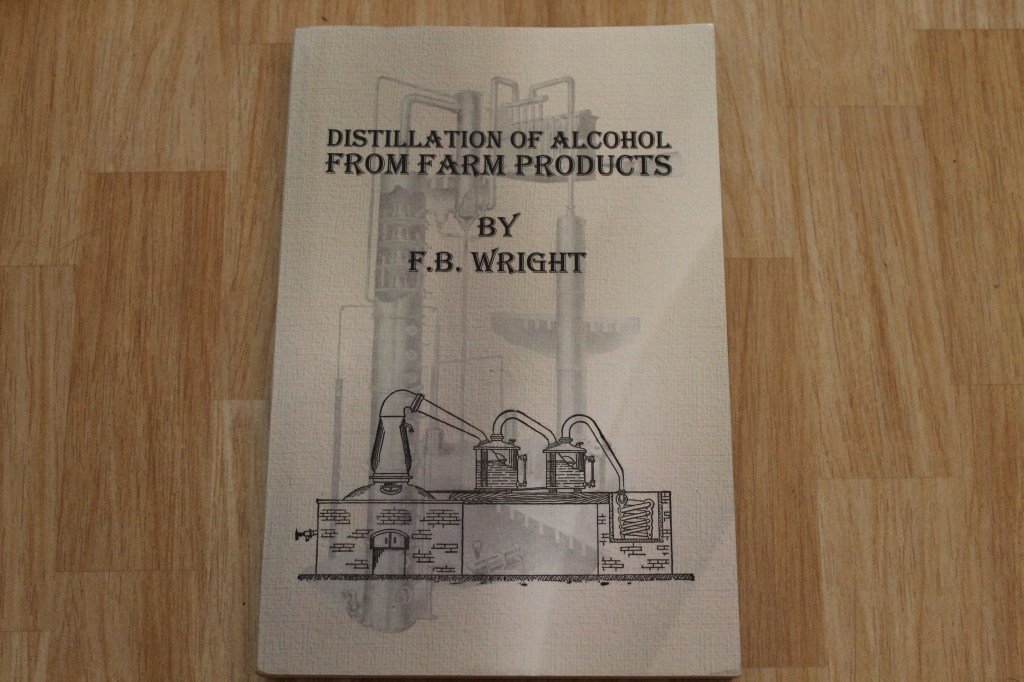 DISTILLATION OF ALCOHOL
FROM FARM PRODUCTS
BY
F.B. WRIGHT